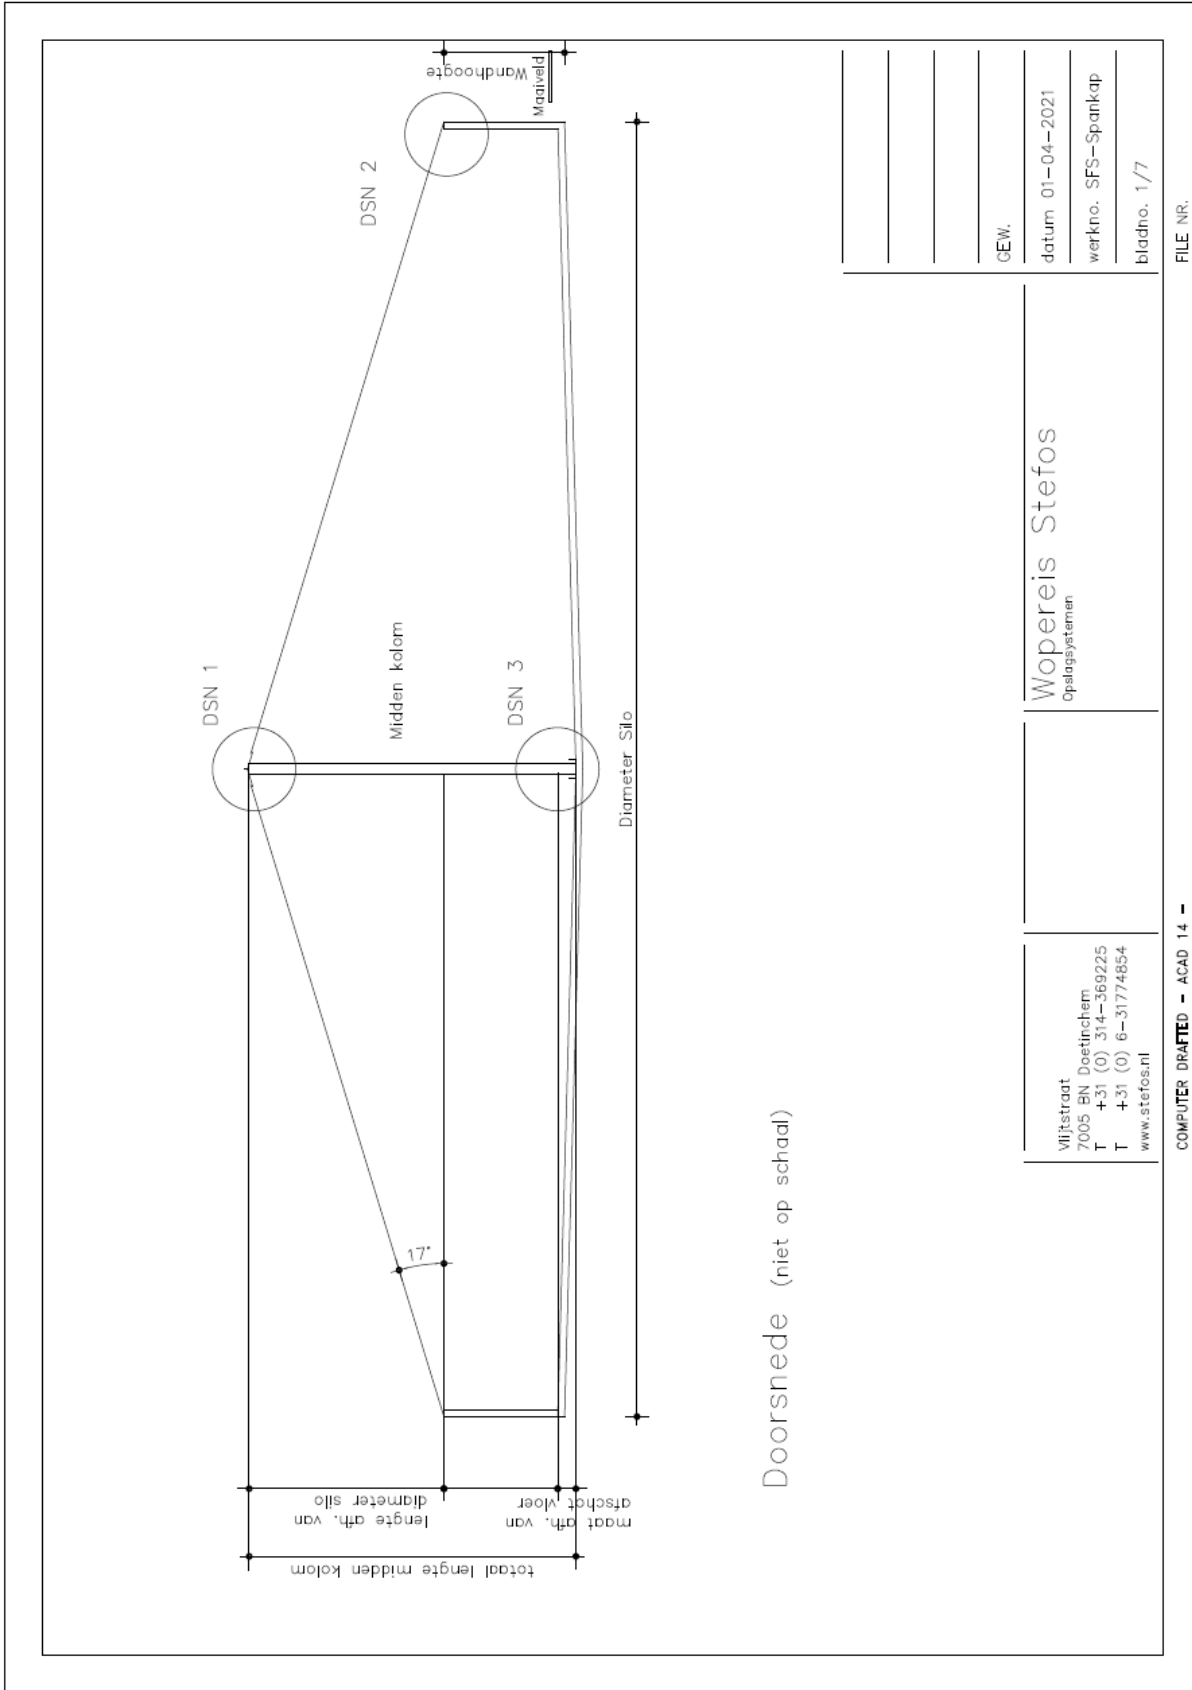 DSN 1
DSN 2
Midden kolom
DSN 3
17°
Wandhoogte
Maaiveld
Diameter Silo
lengte afh. van
diameter silo
maat afh. van
afschot vloer
totaal lengte midden kolom
Doorsnede (niet op schaal)
GEW.
datum 01-04-2021
werkno. SFS-Spankap
bladno. 1/7
Wopereis Stefos
Opslagsystemen
Vlijtstraat
7005 BN Doetinchem
T +31 (0) 314-369225
T +31 (0) 6-31774854
www.stefos.nl
COMPUTER DRAFTED - ACAD 14 -
FILE NR.